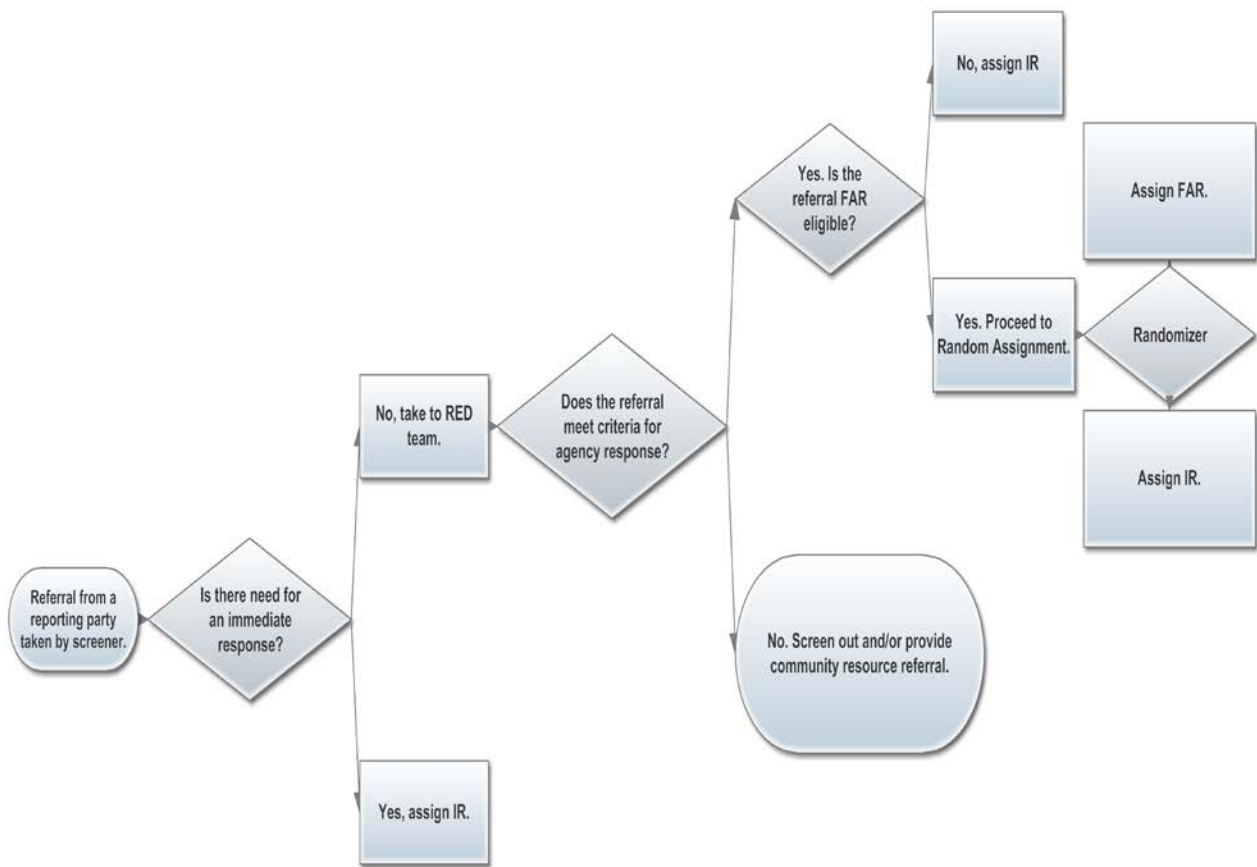 No, assign IR
Yes. Is the
referral FAR
eligible?
Assign FAR.
Yes. Proceed to
Random Assignment.
Randomizer
No, take to RED
team.
Does the referral
meet criteria for
agency response?
Assign IR.
Referral from a
reporting party
taken by screener.
Is there need for
an immediate
response?
No. Screen out and/or provide
community resource referral.
Yes, assign IR.